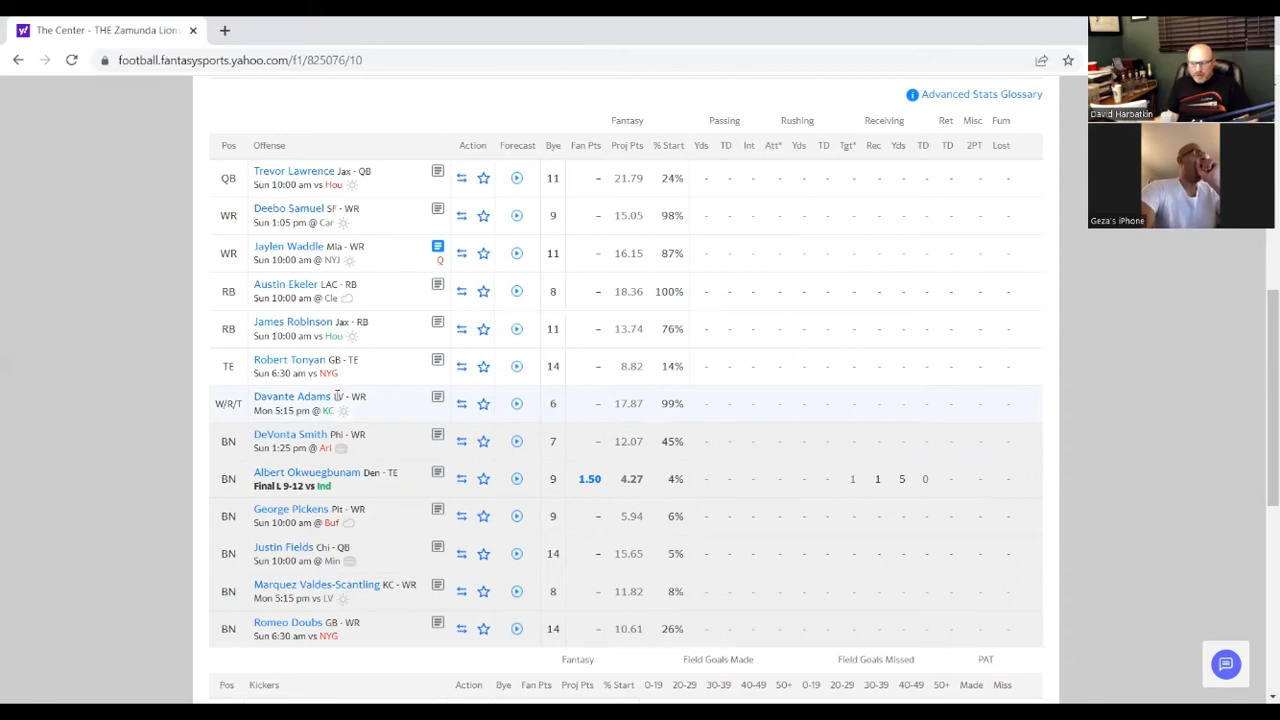 The Center - THE Zamunda Lions
football.fantasysports.yahoo.com/f1/825076/10
David Harbatkin
Geza's iPhone
Advanced Stats Glossary
Fantasy Passing Rushing Receiving Ret Misc Fum
Pos Offense Action Forecast Bye Fan Pts Proj Pts % Start Yds TD Int Att* Yds TD Tgt* Rec Yds TD TD 2PT Lost
QB Trevor Lawrence Jax - QB 11 – 21.79 24% - - - - - - - - - - - - -
Sun 10:00 am vs Hou
WR Deebo Samuel SF - WR 9 – 15.05 98% - - - - - - - - - - - - -
Sun 1:05 pm @ Car
WR Jaylen Waddle Mia - WR 11 – 16.15 87% - - - - - - - - - - - - -
Sun 10:00 am @ NYJ Q
RB Austin Ekeler LAC - RB 8 – 18.36 100% - - - - - - - - - - - - -
Sun 10:00 am @ Cle
RB James Robinson Jax - RB 11 – 13.74 76% - - - - - - - - - - - - -
Sun 10:00 am vs Hou
TE Robert Tonyan GB - TE 14 – 8.82 14% - - - - - - - - - - - - -
Sun 6:30 am vs NYG
W/R/T Davante Adams LV - WR 6 – 17.87 99% - - - - - - - - - - - - -
Mon 5:15 pm @ KC
BN DeVonta Smith Phi - WR 7 – 12.07 45% - - - - - - - - - - - - -
Sun 1:25 pm @ Ari
BN Albert Okwuegbunam Den - TE 9 1.50 4.27 4% - - - - - - 1 1 5 0 - - -
Final L 9-12 vs Ind
BN George Pickens Pit - WR 9 – 5.94 6% - - - - - - - - - - - - -
Sun 10:00 am @ Buf
BN Justin Fields Chi - QB 14 – 15.65 5% - - - - - - - - - - - - -
Sun 10:00 am @ Min
BN Marquez Valdes-Scantling KC - WR 8 – 11.82 8% - - - - - - - - - - - - -
Mon 5:15 pm vs LV
BN Romeo Doubs GB - WR 14 – 10.61 26% - - - - - - - - - - - - -
Sun 6:30 am vs NYG
Fantasy Field Goals Made Field Goals Missed PAT
Pos Kickers Action Bye Fan Pts Proj Pts % Start 0-19 20-29 30-39 40-49 50+ 0-19 20-29 30-39 40-49 50+ Made Miss